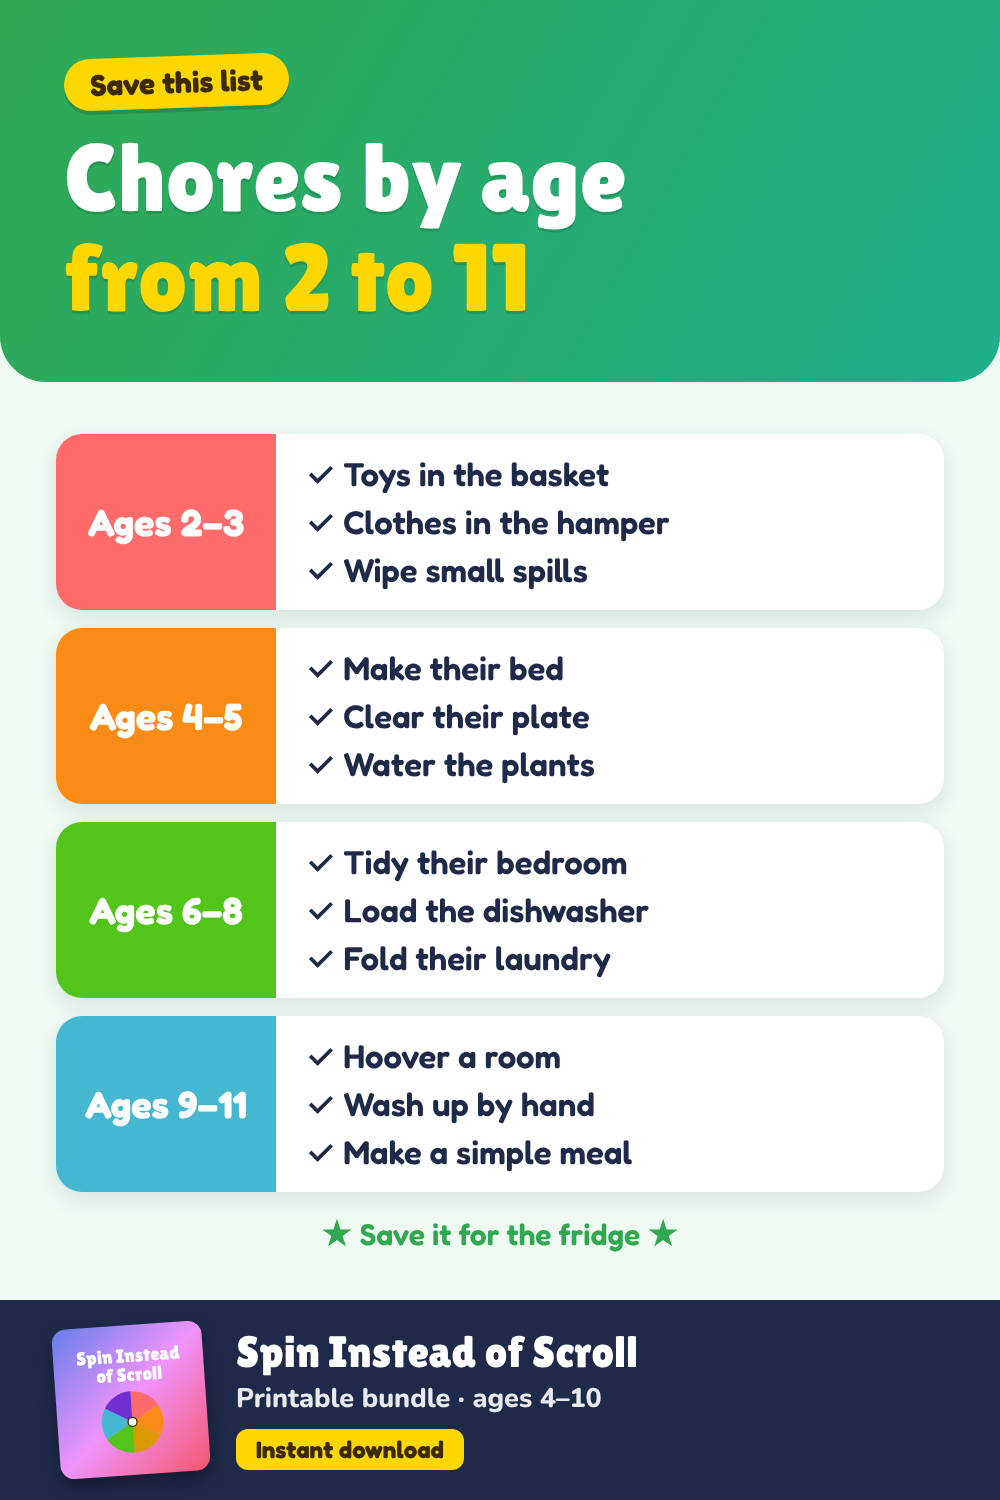 Save this list
Chores by age
from 2 to 11
Ages 2–3
✓ Toys in the basket
✓ Clothes in the hamper
✓ Wipe small spills
Ages 4–5
✓ Make their bed
✓ Clear their plate
✓ Water the plants
Ages 6–8
✓ Tidy their bedroom
✓ Load the dishwasher
✓ Fold their laundry
Ages 9–11
✓ Hoover a room
✓ Wash up by hand
✓ Make a simple meal
★ Save it for the fridge ★
Spin Instead
of Scroll
Spin Instead of Scroll
Printable bundle · ages 4–10
Instant download